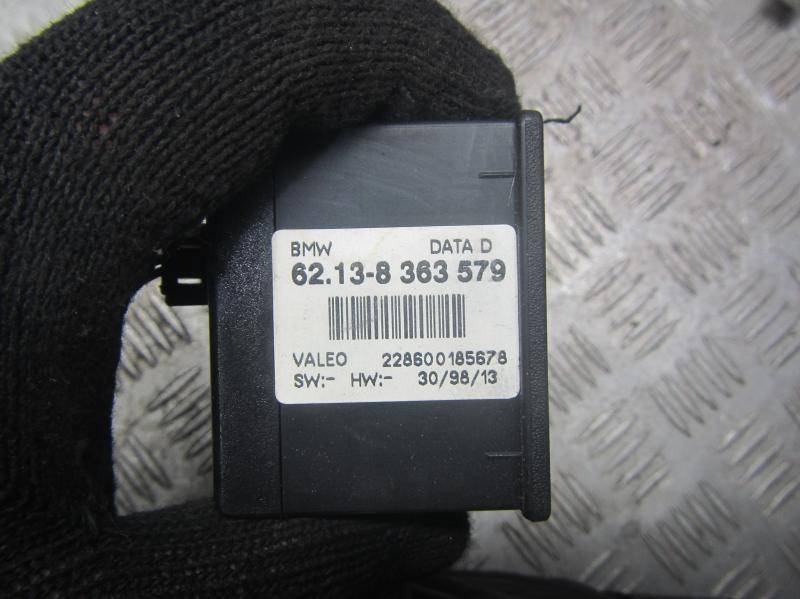 BMW DATA D
62.13-8 363 579
VALEO 228600185678
SW:- HW:- 30/98/13